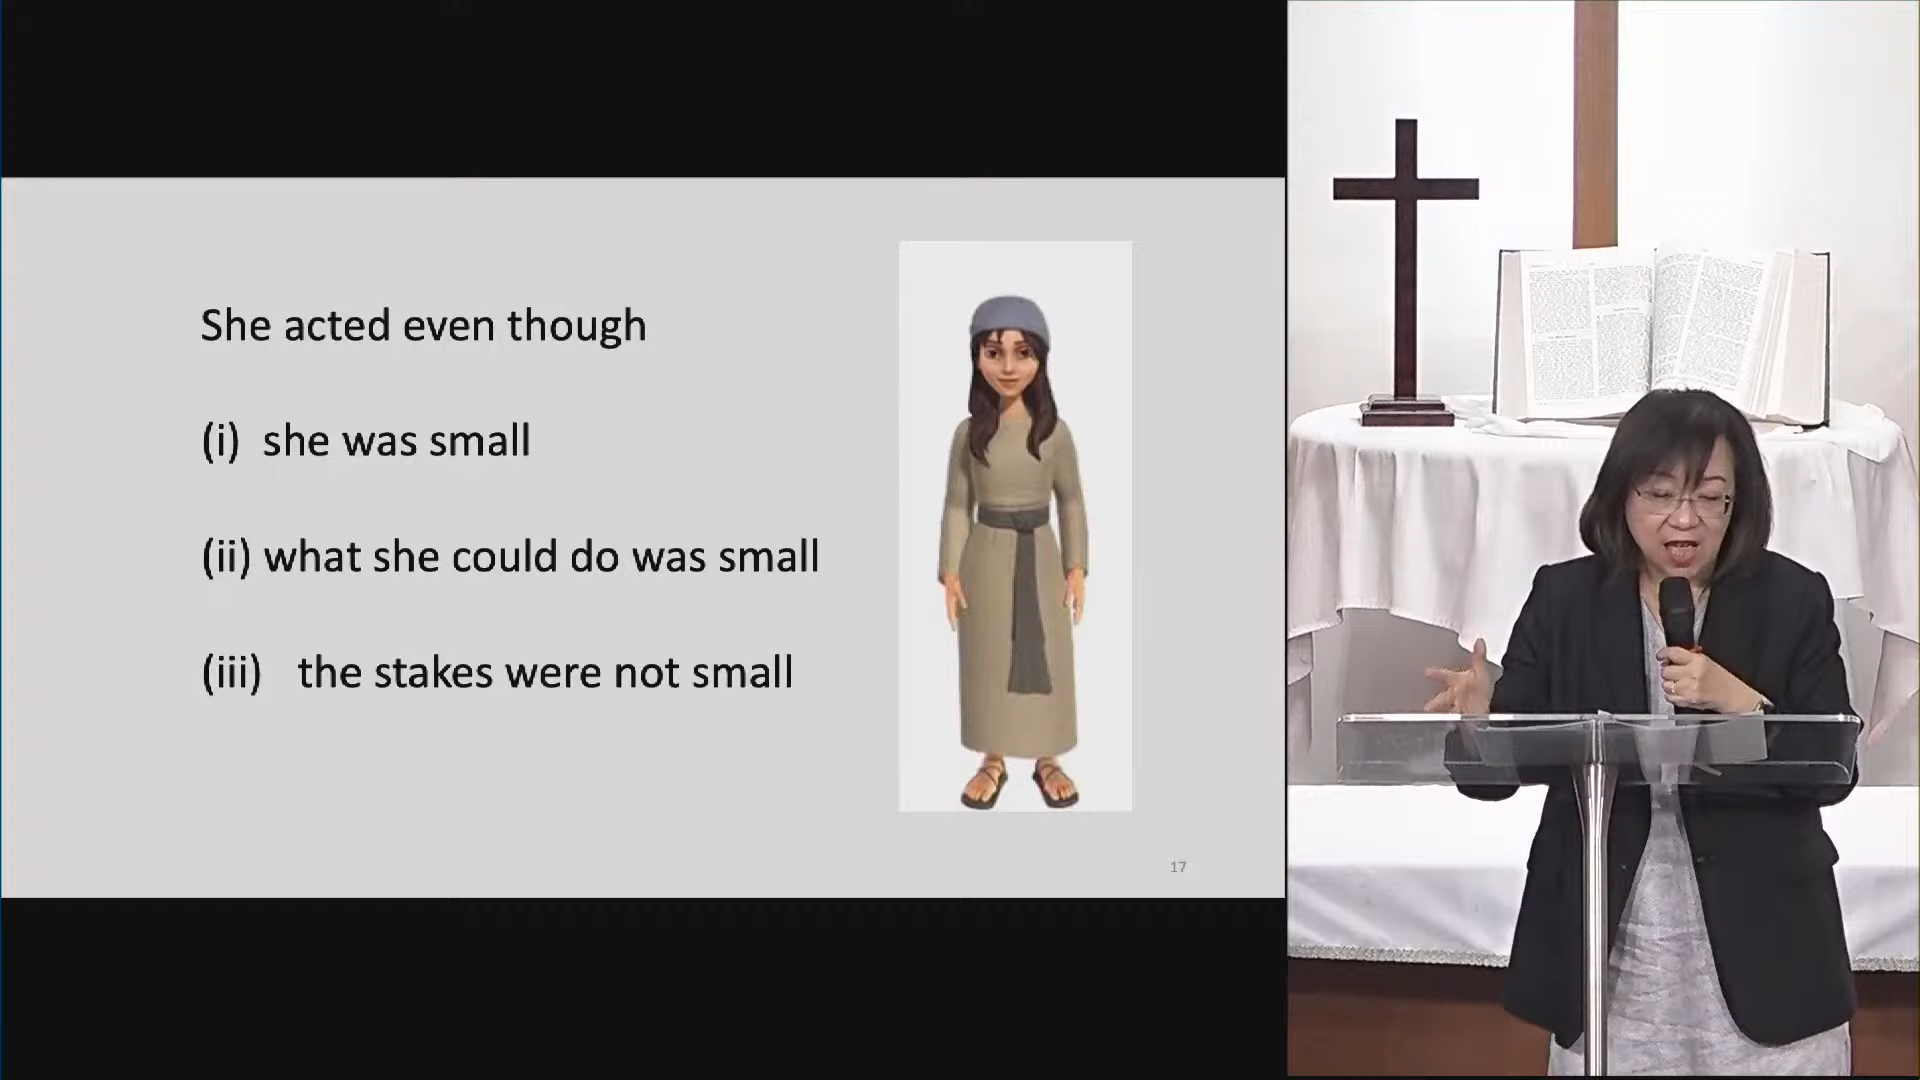 She acted even though
(i) she was small
(ii) what she could do was small
(iii) the stakes were not small
17